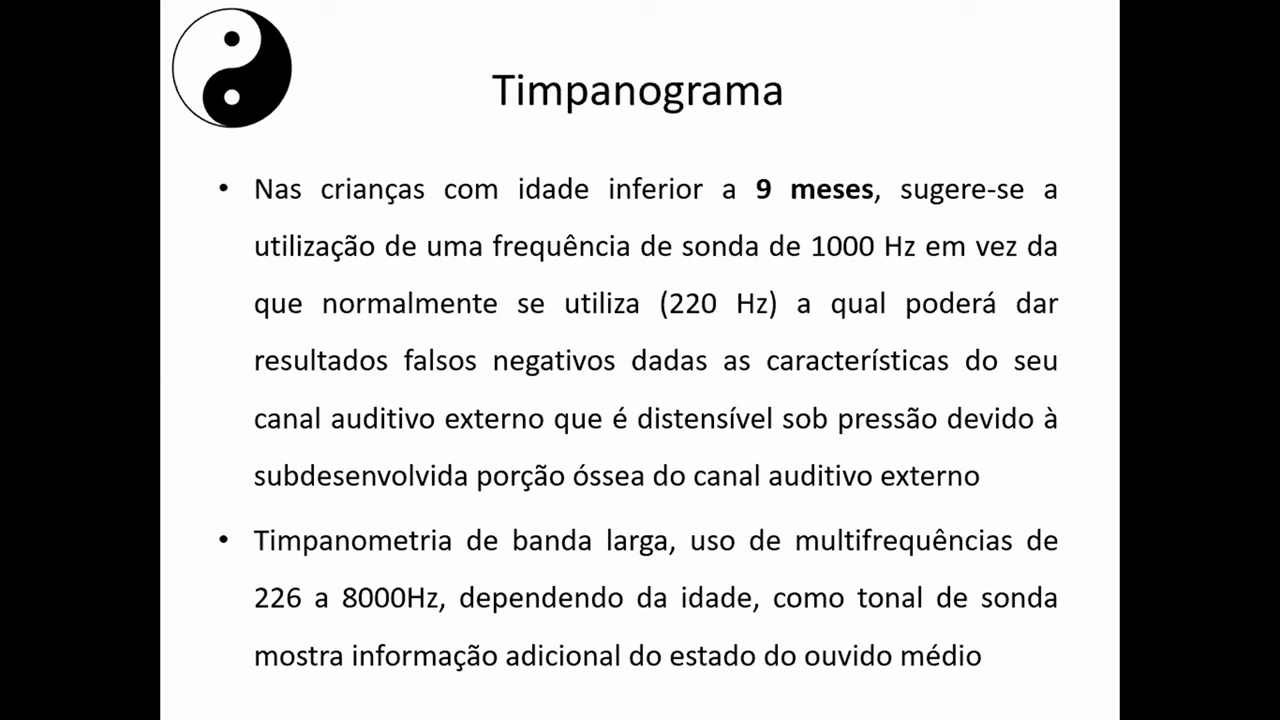 Timpanograma
• Nas crianças com idade inferior a 9 meses, sugere-se a
utilização de uma frequência de sonda de 1000 Hz em vez da
que normalmente se utiliza (220 Hz) a qual poderá dar
resultados falsos negativos dadas as características do seu
canal auditivo externo que é distensível sob pressão devido à
subdesenvolvida porção óssea do canal auditivo externo
• Timpanometria de banda larga, uso de multifrequências de
226 a 8000Hz, dependendo da idade, como tonal de sonda
mostra informação adicional do estado do ouvido médio